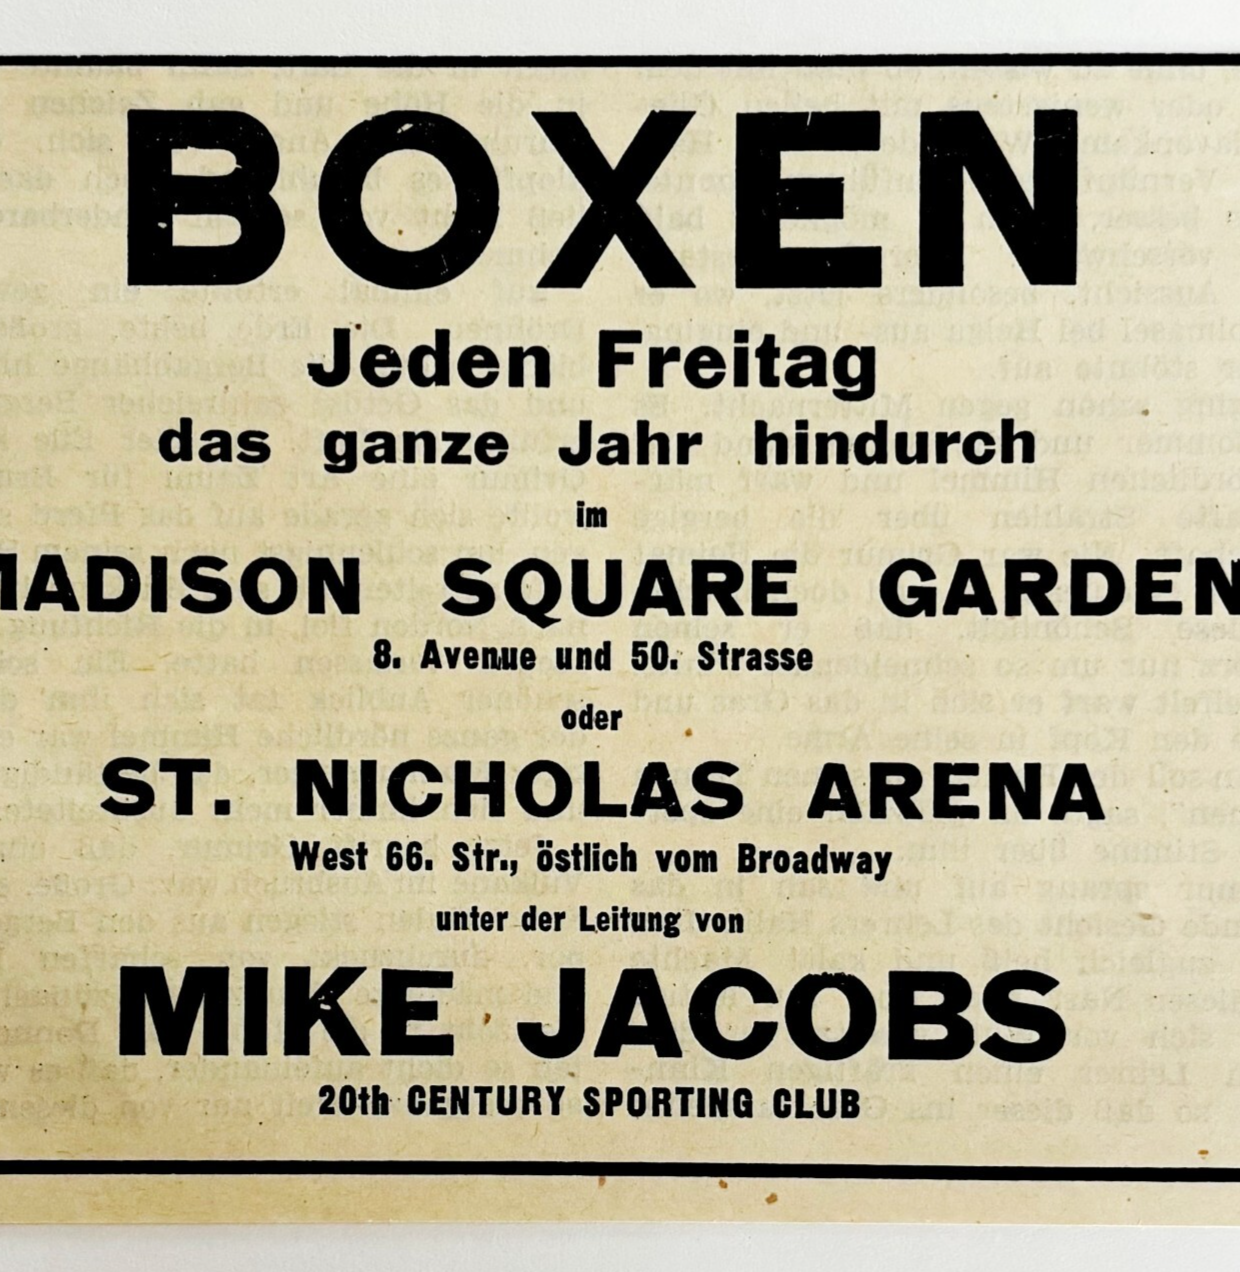 BOXEN
Jeden Freitag
das ganze Jahr hindurch
im
MADISON SQUARE GARDEN
8. Avenue und 50. Strasse
oder
ST. NICHOLAS ARENA
West 66. Str., östlich vom Broadway
unter der Leitung von
MIKE JACOBS
20th CENTURY SPORTING CLUB